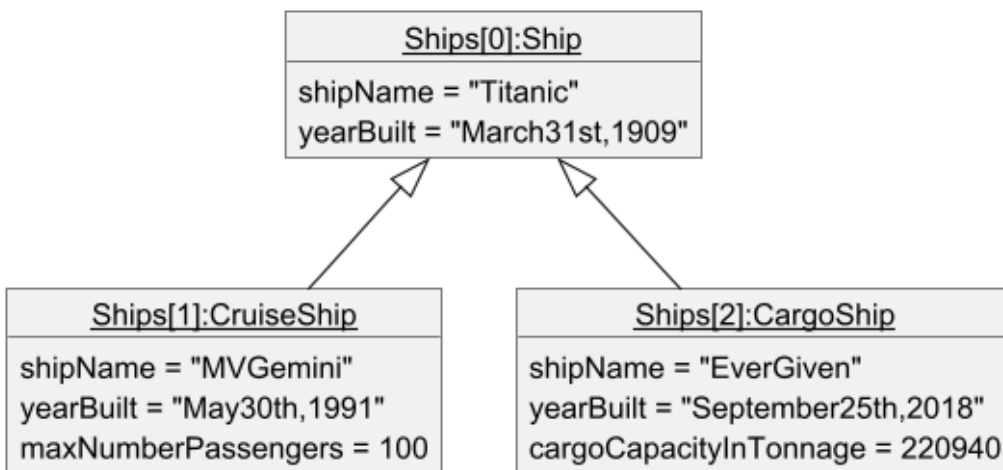 Ships[0]:Ship
shipName = "Titanic"
yearBuilt = "March31st,1909"
Ships[1]:CruiseShip
shipName = "MVGemini"
yearBuilt = "May30th,1991"
maxNumberPassengers = 100
Ships[2]:CargoShip
shipName = "EverGiven"
yearBuilt = "September25th,2018"
cargoCapacityInTonnage = 220940